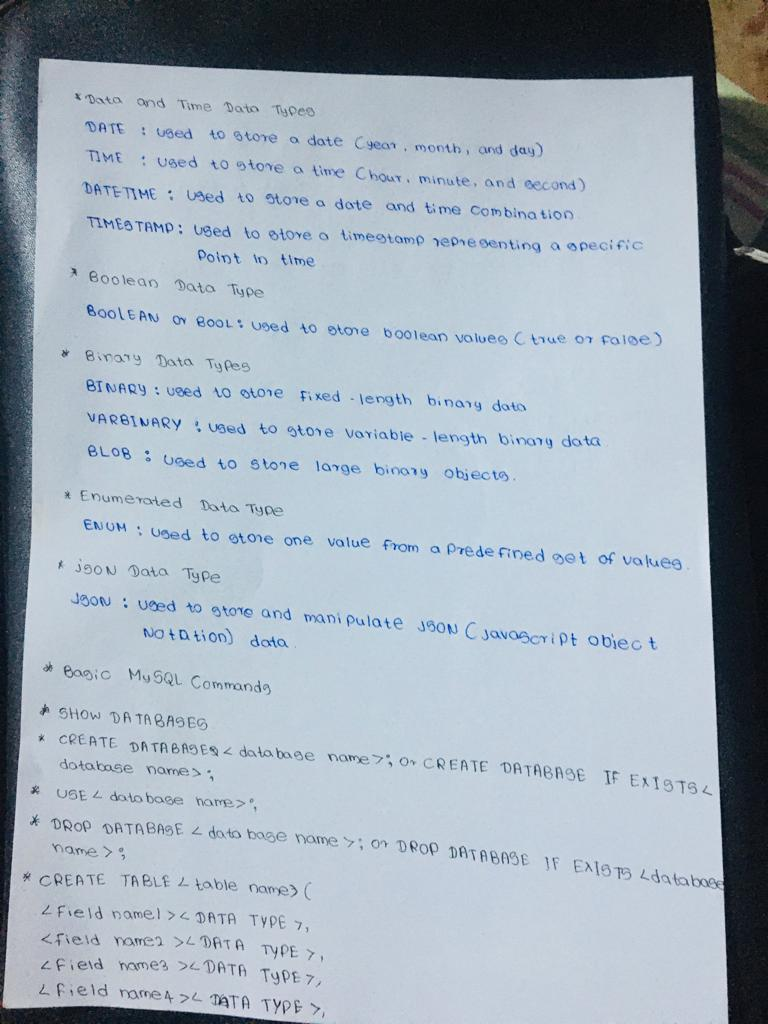 * Data and Time Data Types
DATE : used to store a date (year, month, and day)
TIME : used to store a time (hour, minute, and second)
DATETIME : used to store a date and time combination
TIMESTAMP: used to store a timestamp representing a specific
Point in time
* Boolean Data Type
BOOlEAN or BOOL: used to store boolean values (true or false)
* Binary Data Types
BINARY : used to store fixed-length binary data
VARBINARY : used to store variable-length binary data
BLOB : used to store large binary objects.
* Enumerated Data Type
ENUM : used to store one value from a predefined set of values.
* json Data Type
JSON : used to store and manipulate JSON (javascript object
Notation) data.
* Basic MySQL Commands
* SHOW DATABASES
* CREATE DATABASES < database name>; or CREATE DATABASE IF EXISTS <
database name>;
* USE < database name>;
* DROP DATABASE < database name >; or DROP DATABASE IF EXISTS <database
name>;
* CREATE TABLE < table name> (
<Field name1> < DATA TYPE >,
<field name2 > < DATA TYPE >,
<Field name3 > < DATA TYPE>,
<Field name4 > < DATA TYPE >,